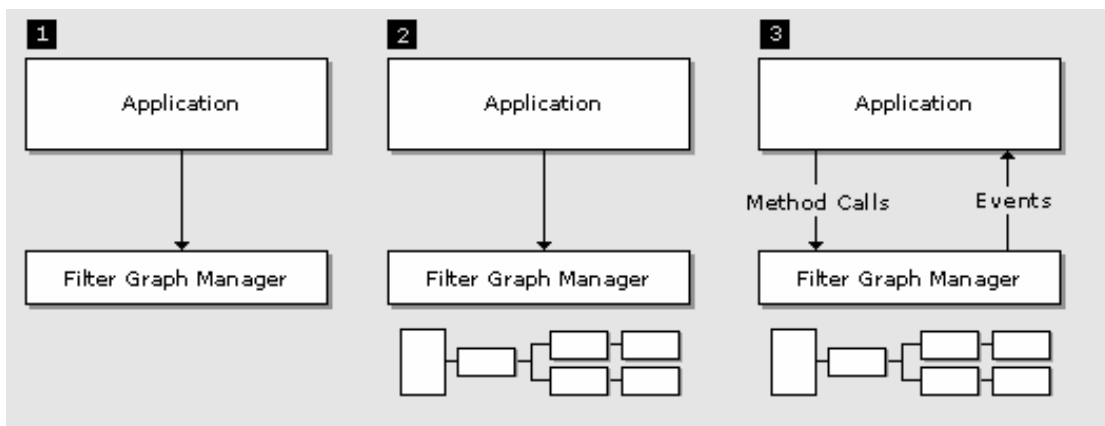 1
2
3
Application
Application
Application
Method Calls
Events
Filter Graph Manager
Filter Graph Manager
Filter Graph Manager